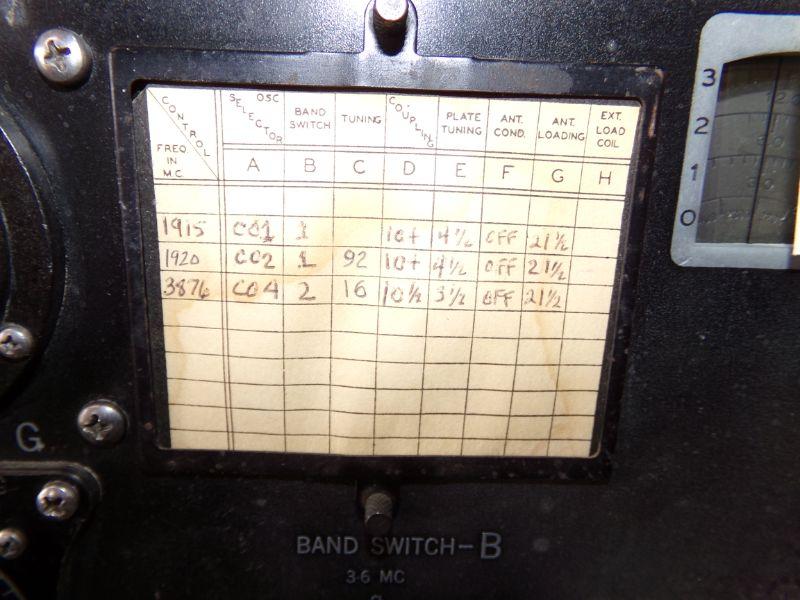 CONTROL
FREQ. IN M.C.
OSC SELECTOR BAND SWITCH TUNING COUPLING PLATE TUNING ANT. COND. ANT. LOADING EXT. LOAD COIL
A B C D E F G H
1915 CO1 1 10+ 4½ OFF 21½
1920 CO2 1 92 10+ 4½ OFF 21½
3876 CO4 2 16 10½ 3½ OFF 21½
3
2
1
0
G
BAND SWITCH-B
3-6 MC